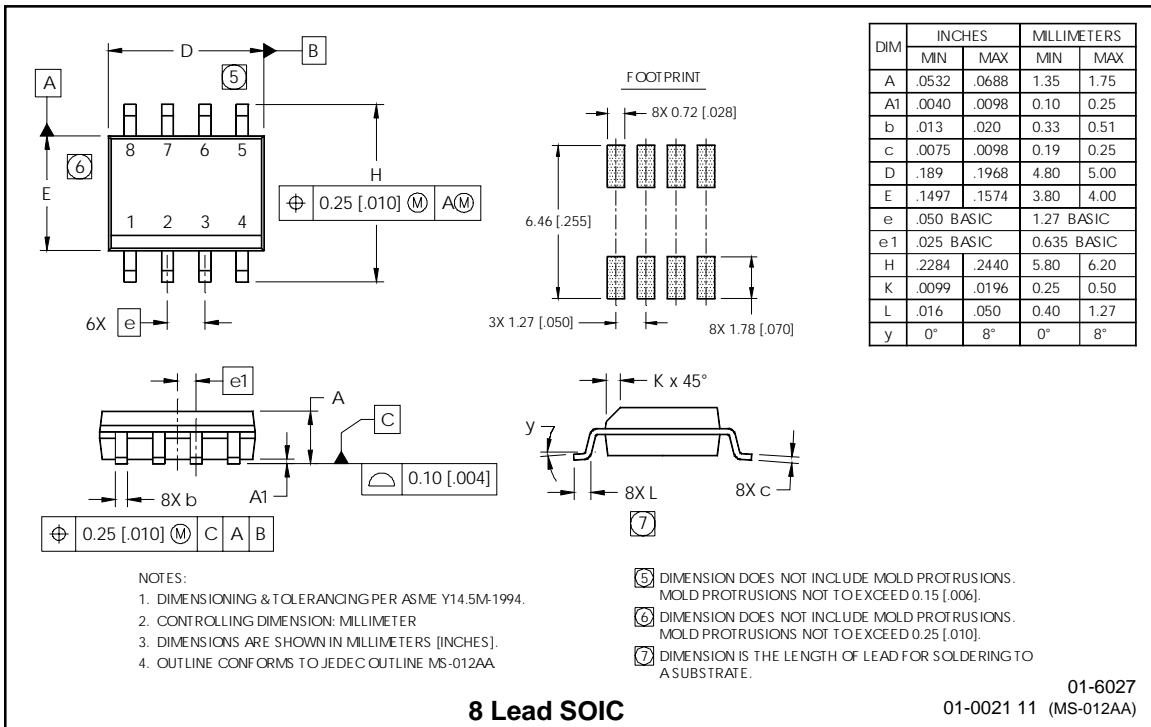 D
B
A
5
8 7 6 5
6
E
H
⌖ 0.25 [.010] Ⓜ AⓂ
1 2 3 4
6X e
FOOTPRINT
8X 0.72 [.028]
6.46 [.255]
3X 1.27 [.050]
8X 1.78 [.070]
DIM INCHES MILLIMETERS
MIN MAX MIN MAX
A .0532 .0688 1.35 1.75
A1 .0040 .0098 0.10 0.25
b .013 .020 0.33 0.51
c .0075 .0098 0.19 0.25
D .189 .1968 4.80 5.00
E .1497 .1574 3.80 4.00
e .050 BASIC 1.27 BASIC
e1 .025 BASIC 0.635 BASIC
H .2284 .2440 5.80 6.20
K .0099 .0196 0.25 0.50
L .016 .050 0.40 1.27
y 0° 8° 0° 8°
e1
A
C
0.10 [.004]
8X b
A1
⌖ 0.25 [.010] Ⓜ C A B
K x 45°
y
8X L
8X c
7
NOTES:
1. DIMENSIONING & TOLERANCING PER ASME Y14.5M-1994.
2. CONTROLLING DIMENSION: MILLIMETER
3. DIMENSIONS ARE SHOWN IN MILLIMETERS [INCHES].
4. OUTLINE CONFORMS TO JEDEC OUTLINE MS-012AA.
5 DIMENSION DOES NOT INCLUDE MOLD PROTRUSIONS.
MOLD PROTRUSIONS NOT TO EXCEED 0.15 [.006].
6 DIMENSION DOES NOT INCLUDE MOLD PROTRUSIONS.
MOLD PROTRUSIONS NOT TO EXCEED 0.25 [.010].
7 DIMENSION IS THE LENGTH OF LEAD FOR SOLDERING TO
A SUBSTRATE.
8 Lead SOIC
01-6027
01-0021 11 (MS-012AA)